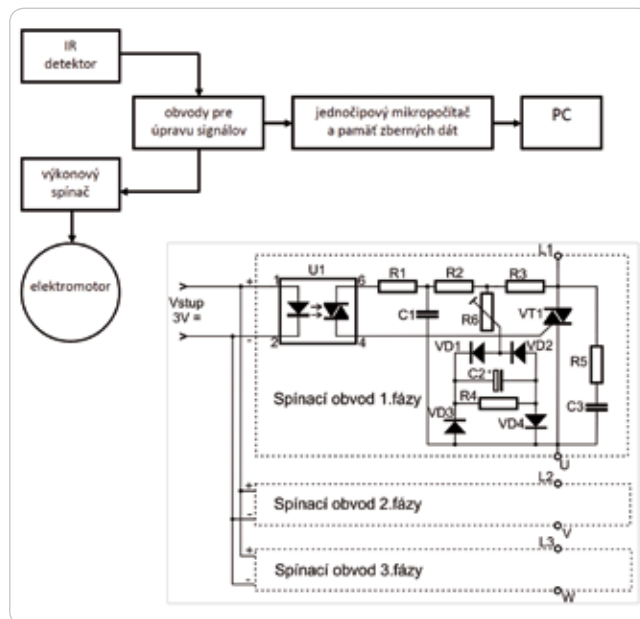 IR
detektor
obvody pre
úpravu signálov
jednočipový mikropočítač
a pamäť zberných dát
PC
výkonový
spínač
elektromotor
L1
U1
R1
R2
R3
+
1
6
Vstup
3V =
C1
R6
VT1
-
2
4
VD1
VD2
R5
C2
+
R4
C3
VD3
VD4
Spínací obvod 1.fázy
U
L2
+
Spínací obvod 2.fázy
-
V
L3
+
Spínací obvod 3.fázy
-
W